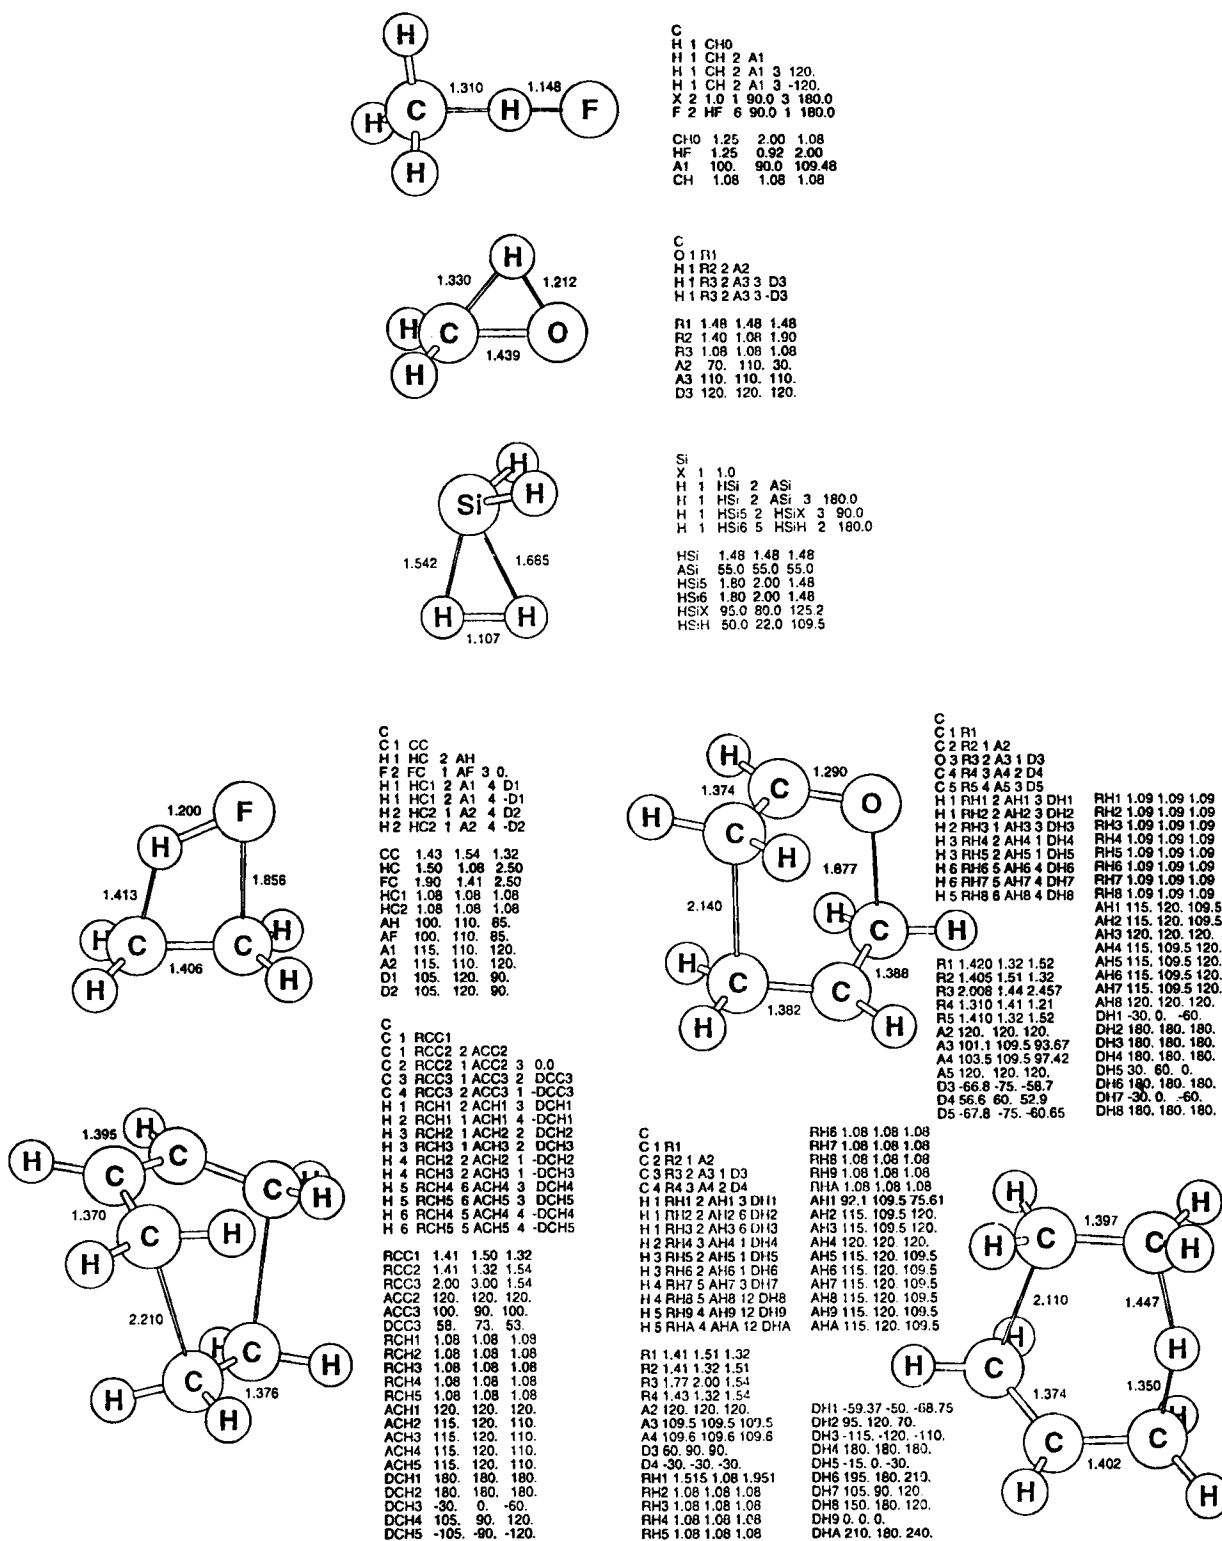 H
C
H
H
F
H
1.310
1.148
C
H 1 CH0
H 1 CH 2 A1
H 1 CH 2 A1 3 120.
H 1 CH 2 A1 3 -120.
X 2 1.0 1 90.0 3 180.0
F 2 HF 6 90.0 1 180.0
CH0 1.25 2.00 1.08
HF 1.25 0.92 2.00
A1 100. 90.0 109.48
CH 1.08 1.08 1.08
H
1.330
1.212
H
C
O
H
1.439
C
O 1 R1
H 1 R2 2 A2
H 1 R3 2 A3 3 D3
H 1 R3 2 A3 3 -D3
R1 1.48 1.48 1.48
R2 1.40 1.08 1.90
R3 1.08 1.08 1.08
A2 70. 110. 30.
A3 110. 110. 110.
D3 120. 120. 120.
H
H
Si
1.542
1.685
H
H
1.107
Si
X 1 1.0
H 1 HSi 2 ASi
H 1 HSi 2 ASi 3 180.0
H 1 HSi5 2 HSiX 3 90.0
H 1 HSi6 5 HSiH 2 180.0
HSi 1.48 1.48 1.48
ASi 55.0 55.0 55.0
HSi5 1.80 2.00 1.48
HSi6 1.80 2.00 1.48
HSiX 95.0 80.0 125.2
HSiH 50.0 22.0 109.5
1.200
F
H
1.413
1.856
H
C
C
H
1.406
H
H
C
C 1 CC
H 1 HC 2 AH
F 2 FC 1 AF 3 0.
H 1 HC1 2 A1 4 D1
H 1 HC1 2 A1 4 -D1
H 2 HC2 1 A2 4 D2
H 2 HC2 1 A2 4 -D2
CC 1.43 1.54 1.32
HC 1.50 1.08 2.50
FC 1.90 1.41 2.50
HC1 1.08 1.08 1.08
HC2 1.08 1.08 1.08
AH 100. 110. 85.
AF 100. 110. 85.
A1 115. 110. 120.
A2 115. 110. 120.
D1 105. 120. 90.
D2 105. 120. 90.
H
C
1.290
O
1.374
H
C
H
1.877
2.140
H
C
H
H
C
1.388
C
1.382
H
H
C
C 1 R1
C 2 R2 1 A2
O 3 R3 2 A3 1 D3
C 4 R4 3 A4 2 D4
C 5 R5 4 A5 3 D5
H 1 RH1 2 AH1 3 DH1
H 1 RH2 2 AH2 3 DH2
H 2 RH3 1 AH3 3 DH3
H 3 RH4 2 AH4 1 DH4
H 3 RH5 2 AH5 1 DH5
H 6 RH6 5 AH6 4 DH6
H 6 RH7 5 AH7 4 DH7
H 5 RH8 6 AH8 4 DH8
R1 1.420 1.32 1.52
R2 1.405 1.51 1.32
R3 2.008 1.44 2.457
R4 1.310 1.41 1.21
R5 1.410 1.32 1.52
A2 120. 120. 120.
A3 101.1 109.5 93.67
A4 103.5 109.5 97.42
A5 120. 120. 120.
D3 -66.8 -75. -58.7
D4 56.6 60. 52.9
D5 -67.8 -75. -60.65
RH1 1.09 1.09 1.09
RH2 1.09 1.09 1.09
RH3 1.09 1.09 1.09
RH4 1.09 1.09 1.09
RH5 1.09 1.09 1.09
RH6 1.09 1.09 1.09
RH7 1.09 1.09 1.09
RH8 1.09 1.09 1.09
AH1 115. 120. 109.5
AH2 115. 120. 109.5
AH3 120. 120. 120.
AH4 115. 109.5 120.
AH5 115. 109.5 120.
AH6 115. 109.5 120.
AH7 115. 109.5 120.
AH8 120. 120. 120.
DH1 -30. 0. -60.
DH2 180. 180. 180.
DH3 180. 180. 180.
DH4 180. 180. 180.
DH5 30. 60. 0.
DH6 180. 180. 180.
DH7 -30. 0. -60.
DH8 180. 180. 180.
H
1.395
C
H
C
C
H
H
1.370
C
H
H
2.210
H
C
H
H
C
1.376
H
C
C 1 RCC1
C 1 RCC2 2 ACC2
C 2 RCC2 1 ACC2 3 0.0
C 3 RCC3 1 ACC3 2 DCC3
C 4 RCC3 2 ACC3 1 -DCC3
H 1 RCH1 2 ACH1 3 DCH1
H 2 RCH1 1 ACH1 4 -DCH1
H 3 RCH2 1 ACH2 2 DCH2
H 3 RCH3 1 ACH3 2 DCH3
H 4 RCH2 2 ACH2 1 -DCH2
H 4 RCH3 2 ACH3 1 -DCH3
H 5 RCH4 6 ACH4 3 DCH4
H 5 RCH5 6 ACH5 3 DCH5
H 6 RCH4 5 ACH4 4 -DCH4
H 6 RCH5 5 ACH5 4 -DCH5
RCC1 1.41 1.50 1.32
RCC2 1.41 1.32 1.54
RCC3 2.00 3.00 1.54
ACC2 120. 120. 120.
ACC3 100. 90. 100.
DCC3 58. 73. 53.
RCH1 1.08 1.08 1.08
RCH2 1.08 1.08 1.08
RCH3 1.08 1.08 1.08
RCH4 1.08 1.08 1.08
RCH5 1.08 1.08 1.08
ACH1 120. 120. 120.
ACH2 115. 120. 110.
ACH3 115. 120. 110.
ACH4 115. 120. 110.
ACH5 115. 120. 110.
DCH1 180. 180. 180.
DCH2 180. 180. 180.
DCH3 -30. 0. -60.
DCH4 105. 90. 120.
DCH5 -105. -90. -120.
C
C 1 R1
C 2 R2 1 A2
C 3 R3 2 A3 1 D3
C 4 R4 3 A4 2 D4
H 1 RH1 2 AH1 3 DH1
H 1 RH2 2 AH2 6 DH2
H 1 RH3 2 AH3 6 DH3
H 2 RH4 3 AH4 1 DH4
H 3 RH5 2 AH5 1 DH5
H 3 RH6 2 AH6 1 DH6
H 4 RH7 5 AH7 3 DH7
H 4 RH8 5 AH8 12 DH8
H 5 RH9 4 AH9 12 DH9
H 5 RHA 4 AHA 12 DHA
R1 1.41 1.51 1.32
R2 1.41 1.32 1.51
R3 1.77 2.00 1.54
R4 1.43 1.32 1.54
A2 120. 120. 120.
A3 109.5 109.5 109.5
A4 109.6 109.6 109.6
D3 60. 90. 90.
D4 -30. -30. -30.
RH1 1.515 1.08 1.951
RH2 1.08 1.08 1.08
RH3 1.08 1.08 1.08
RH4 1.08 1.08 1.08
RH5 1.08 1.08 1.08
RH6 1.08 1.08 1.08
RH7 1.08 1.08 1.08
RH8 1.08 1.08 1.08
RH9 1.08 1.08 1.08
RHA 1.08 1.08 1.08
AH1 92.1 109.5 75.61
AH2 115. 109.5 120.
AH3 115. 109.5 120.
AH4 120. 120. 120.
AH5 115. 120. 109.5
AH6 115. 120. 109.5
AH7 115. 120. 109.5
AH8 115. 120. 109.5
AH9 115. 120. 109.5
AHA 115. 120. 109.5
DH1 -59.37 -50. -68.75
DH2 95. 120. 70.
DH3 -115. -120. -110.
DH4 180. 180. 180.
DH5 -15. 0. -30.
DH6 195. 180. 210.
DH7 105. 90. 120.
DH8 150. 180. 120.
DH9 0. 0. 0.
DHA 210. 180. 240.
H
1.397
H
C
C
H
H
2.110
1.447
H
H
H
C
1.374
1.350
H
C
C
1.402
H
H